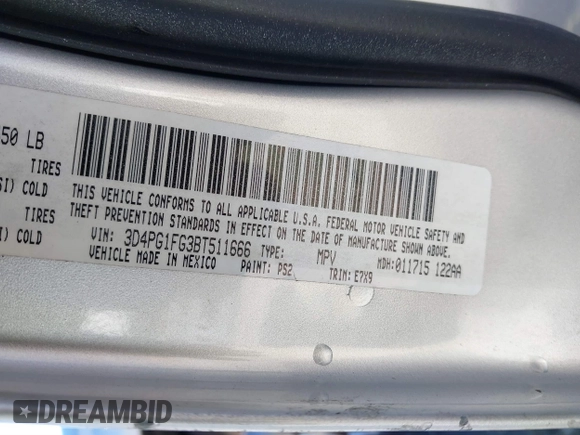 50 LB
TIRES
SI) COLD
TIRES
I) COLD
THIS VEHICLE CONFORMS TO ALL APPLICABLE U.S.A. FEDERAL MOTOR VEHICLE SAFETY AND
THEFT PREVENTION STANDARDS IN EFFECT ON THE DATE OF MANUFACTURE SHOWN ABOVE.
VIN: 3D4PG1FG3BT511666 TYPE: MPV MDH:011715 122AA
VEHICLE MADE IN MEXICO PAINT: PS2 TRIM: E7X9
DREAMBID